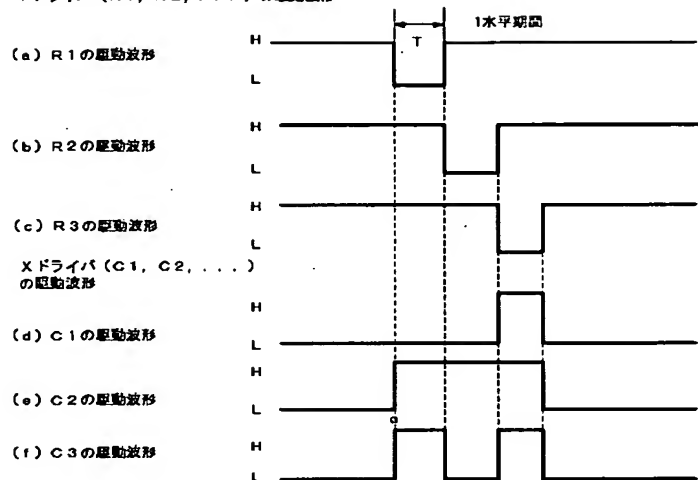 1水平期間
T
H
(a) R1の駆動波形
L
H
(b) R2の駆動波形
L
H
(c) R3の駆動波形
L
Xドライバ(C1, C2, ...)
の駆動波形
H
(d) C1の駆動波形
L
H
(e) C2の駆動波形
L
H
(f) C3の駆動波形
L